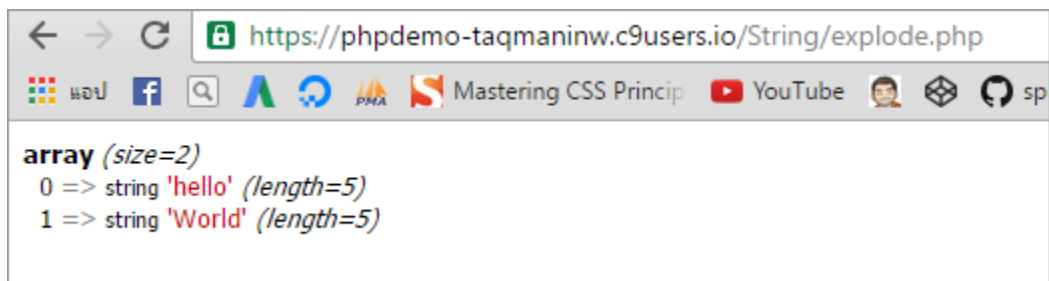 https://phpdemo-taqmaninw.c9users.io/String/explode.php
แอป PMA Mastering CSS Princip YouTube sp
array (size=2)
0 => string 'hello' (length=5)
1 => string 'World' (length=5)